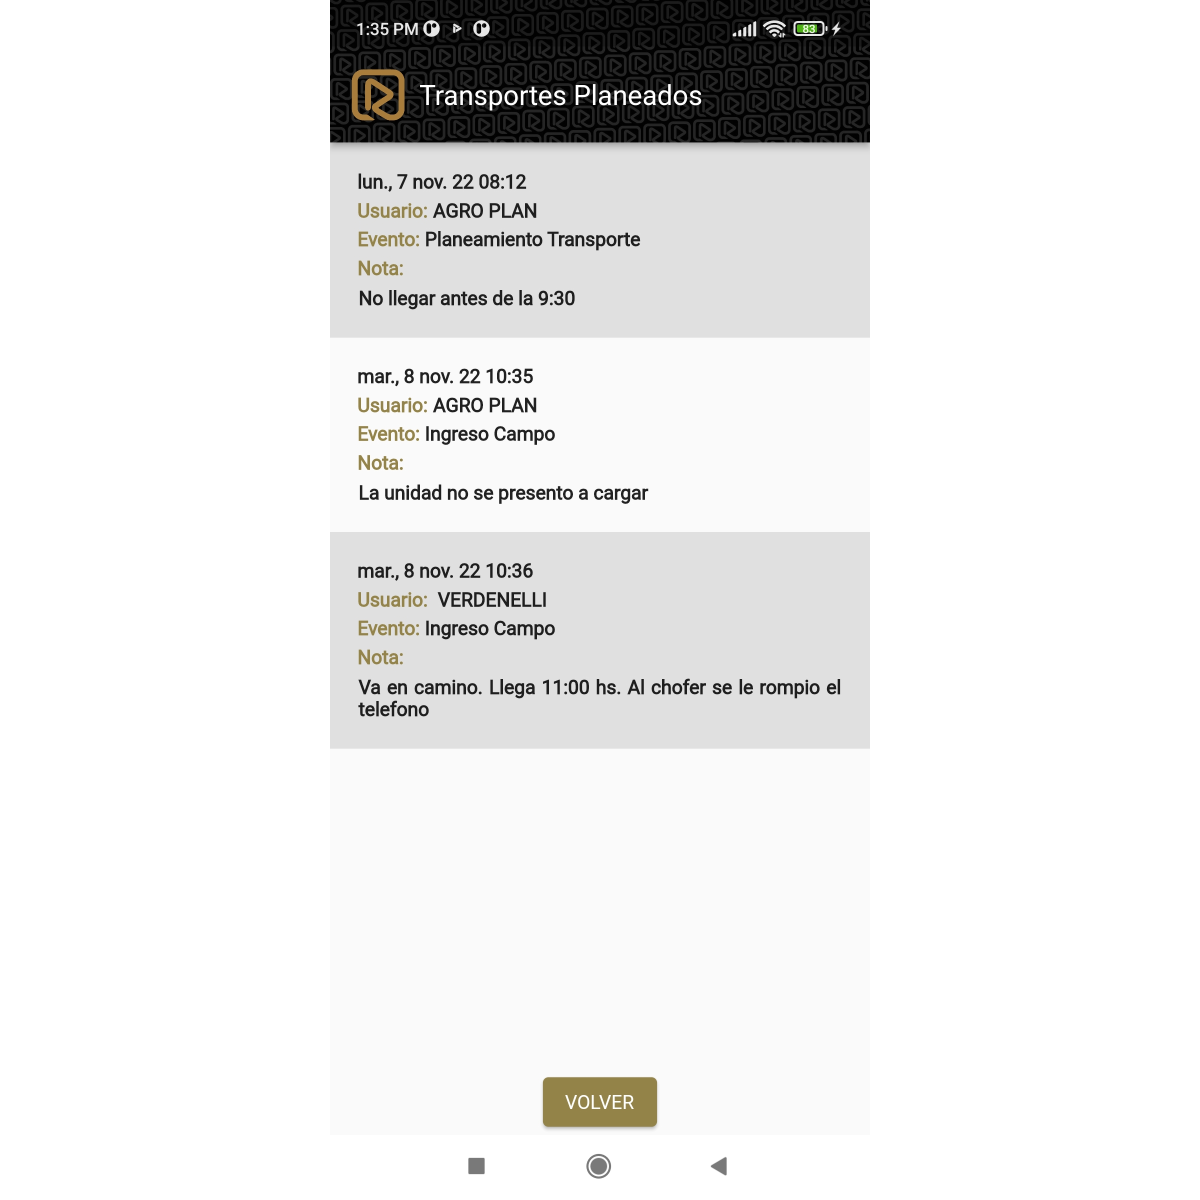 1:35 PM
83
Transportes Planeados
lun., 7 nov. 22 08:12
Usuario: AGRO PLAN
Evento: Planeamiento Transporte
Nota:
No llegar antes de la 9:30
mar., 8 nov. 22 10:35
Usuario: AGRO PLAN
Evento: Ingreso Campo
Nota:
La unidad no se presento a cargar
mar., 8 nov. 22 10:36
Usuario: VERDENELLI
Evento: Ingreso Campo
Nota:
Va en camino. Llega 11:00 hs. Al chofer se le rompio el
telefono
VOLVER